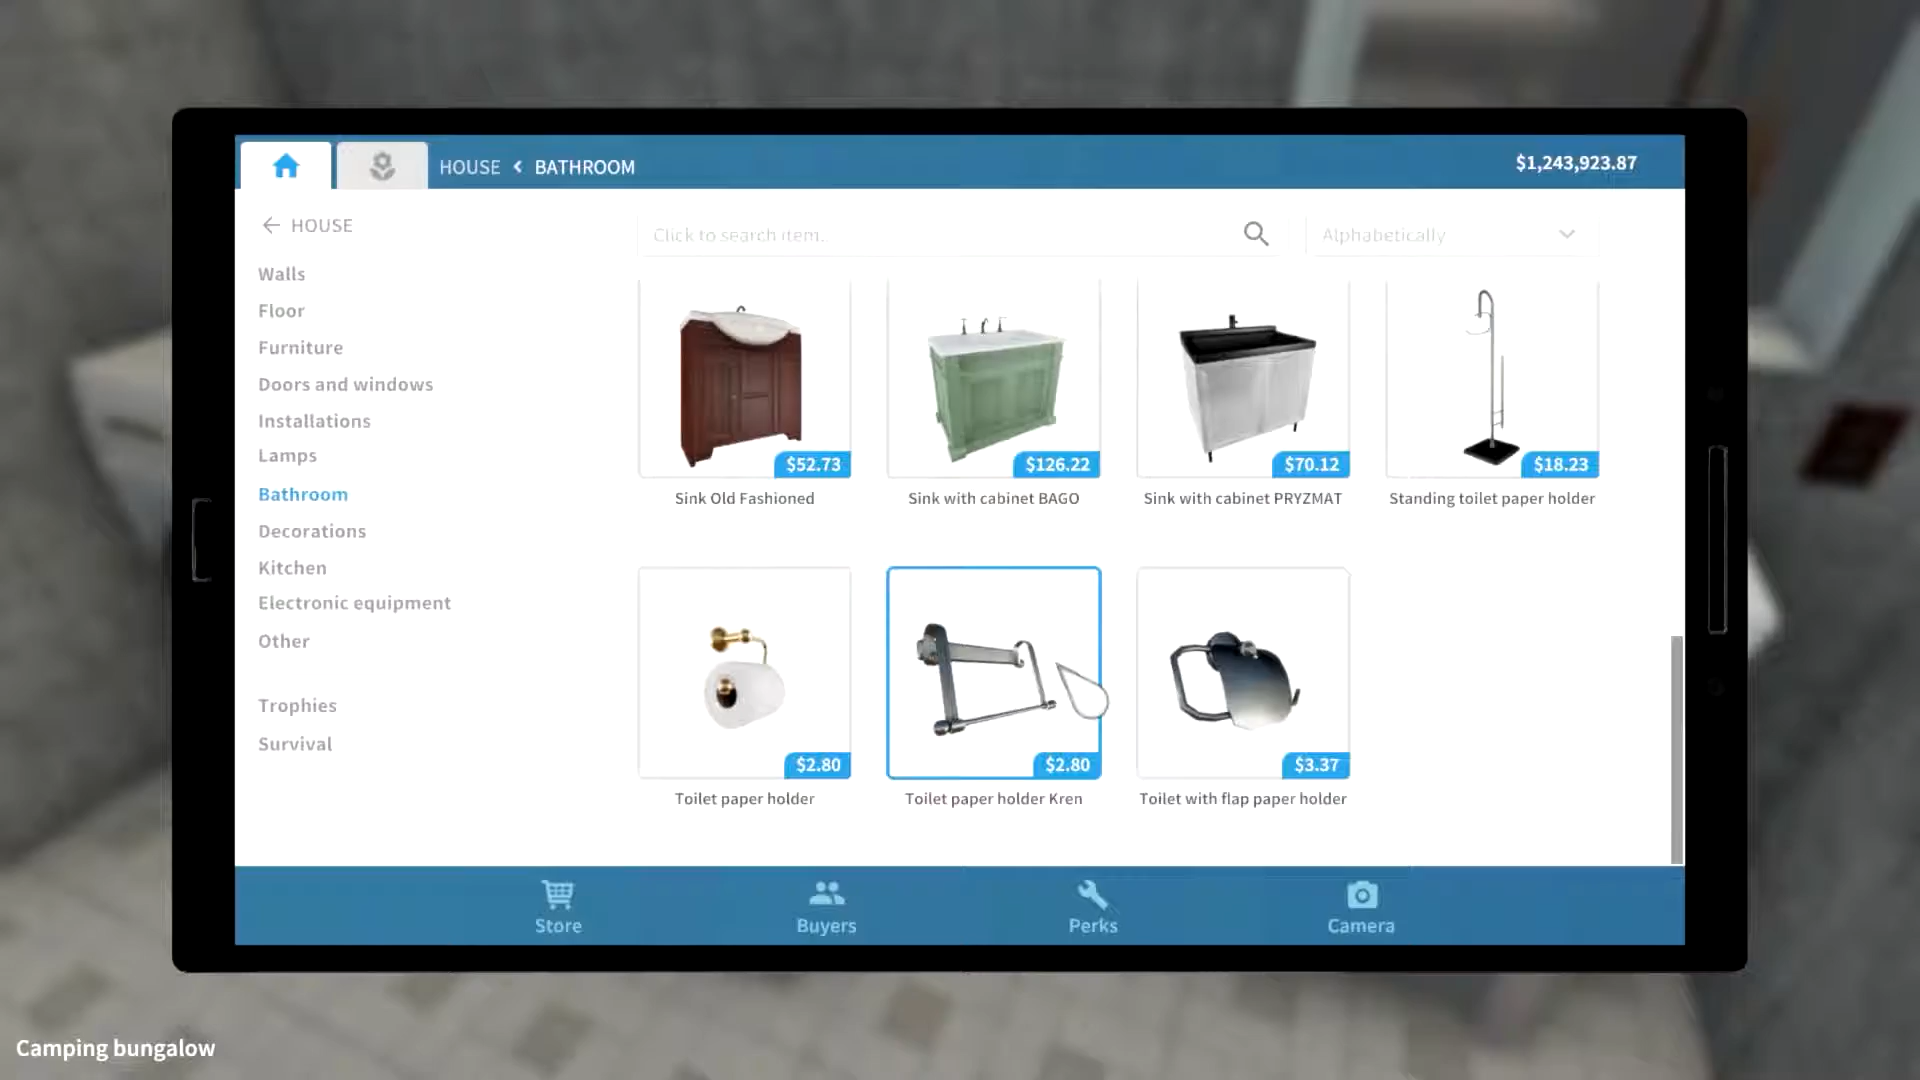 HOUSE < BATHROOM
$1,243,923.87
← HOUSE
Click to search item..
Alphabetically
Walls
Floor
Furniture
Doors and windows
Installations
Lamps
Bathroom
Decorations
Kitchen
Electronic equipment
Other
Trophies
Survival
$52.73
$126.22
$70.12
$18.23
Sink Old Fashioned
Sink with cabinet BAGO
Sink with cabinet PRYZMAT
Standing toilet paper holder
$2.80
$2.80
$3.37
Toilet paper holder
Toilet paper holder Kren
Toilet with flap paper holder
Store
Buyers
Perks
Camera
Camping bungalow